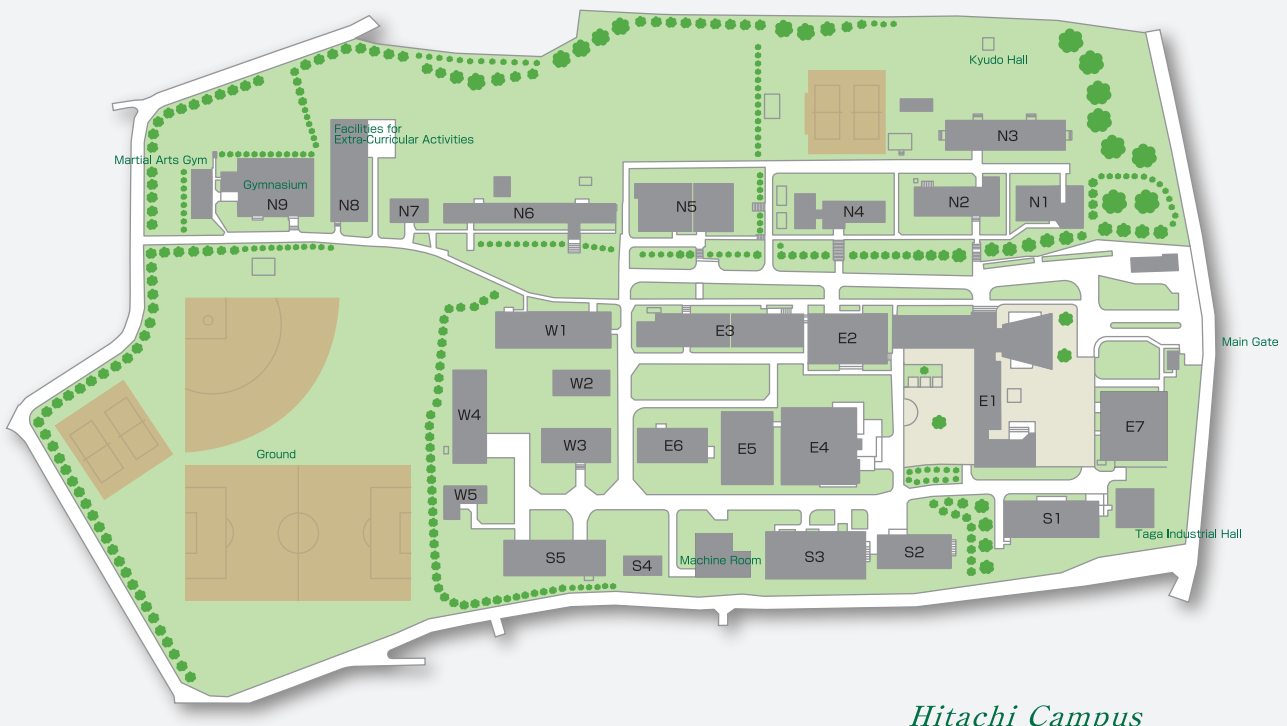 Kyudo Hall
Facilities for
Extra-Curricular Activities
N3
Martial Arts Gym
Gymnasium
N9
N8
N7
N6
N5
N4
N2
N1
W1
E3
E2
Main Gate
W2
W4
E1
W3
E6
E5
E4
E7
Ground
W5
S1
Taga Industrial Hall
S5
S4
Machine Room
S3
S2
Hitachi Campus